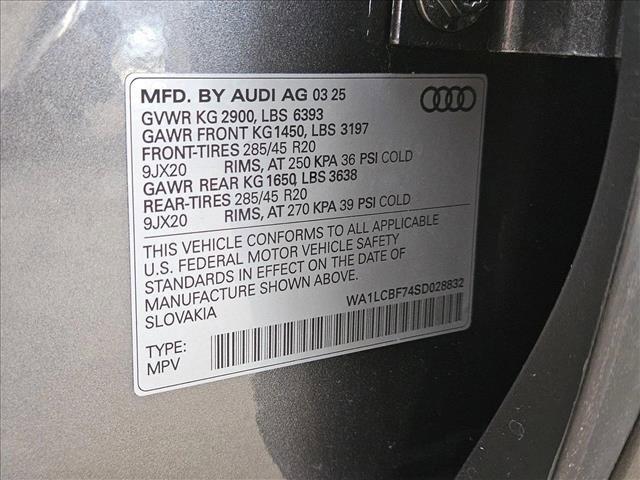 MFD. BY AUDI AG 03 25
GVWR KG 2900, LBS 6393
GAWR FRONT KG1450, LBS 3197
FRONT-TIRES 285/45 R20
9JX20 RIMS, AT 250 KPA 36 PSI COLD
GAWR REAR KG 1650, LBS 3638
REAR-TIRES 285/45 R20
9JX20 RIMS, AT 270 KPA 39 PSI COLD
THIS VEHICLE CONFORMS TO ALL APPLICABLE
U.S. FEDERAL MOTOR VEHICLE SAFETY
STANDARDS IN EFFECT ON THE DATE OF
MANUFACTURE SHOWN ABOVE.
SLOVAKIA
WA1LCBF74SD028832
TYPE:
MPV